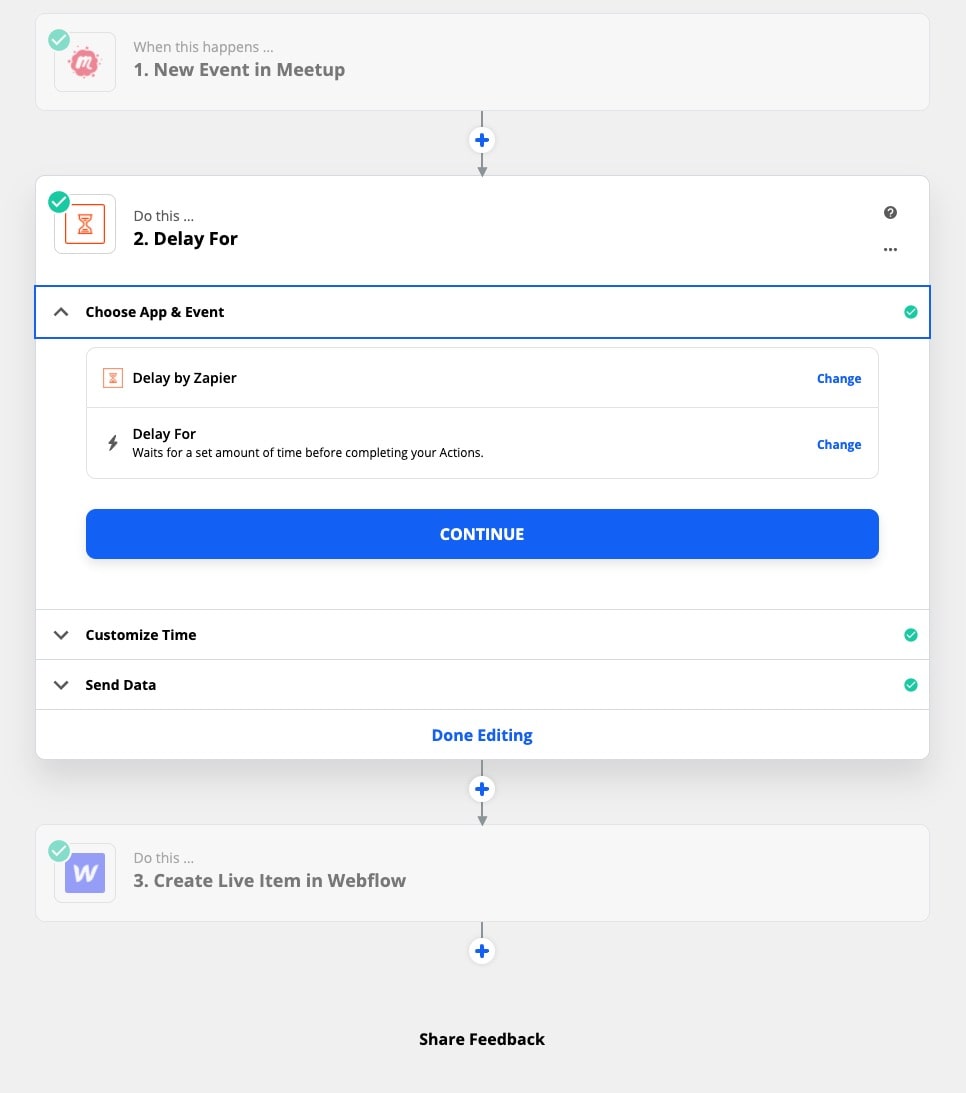 When this happens ...
1. New Event in Meetup
Do this ...
2. Delay For
Choose App & Event
Delay by Zapier
Change
Delay For
Waits for a set amount of time before completing your Actions.
Change
CONTINUE
Customize Time
Send Data
Done Editing
Do this ...
3. Create Live Item in Webflow
Share Feedback